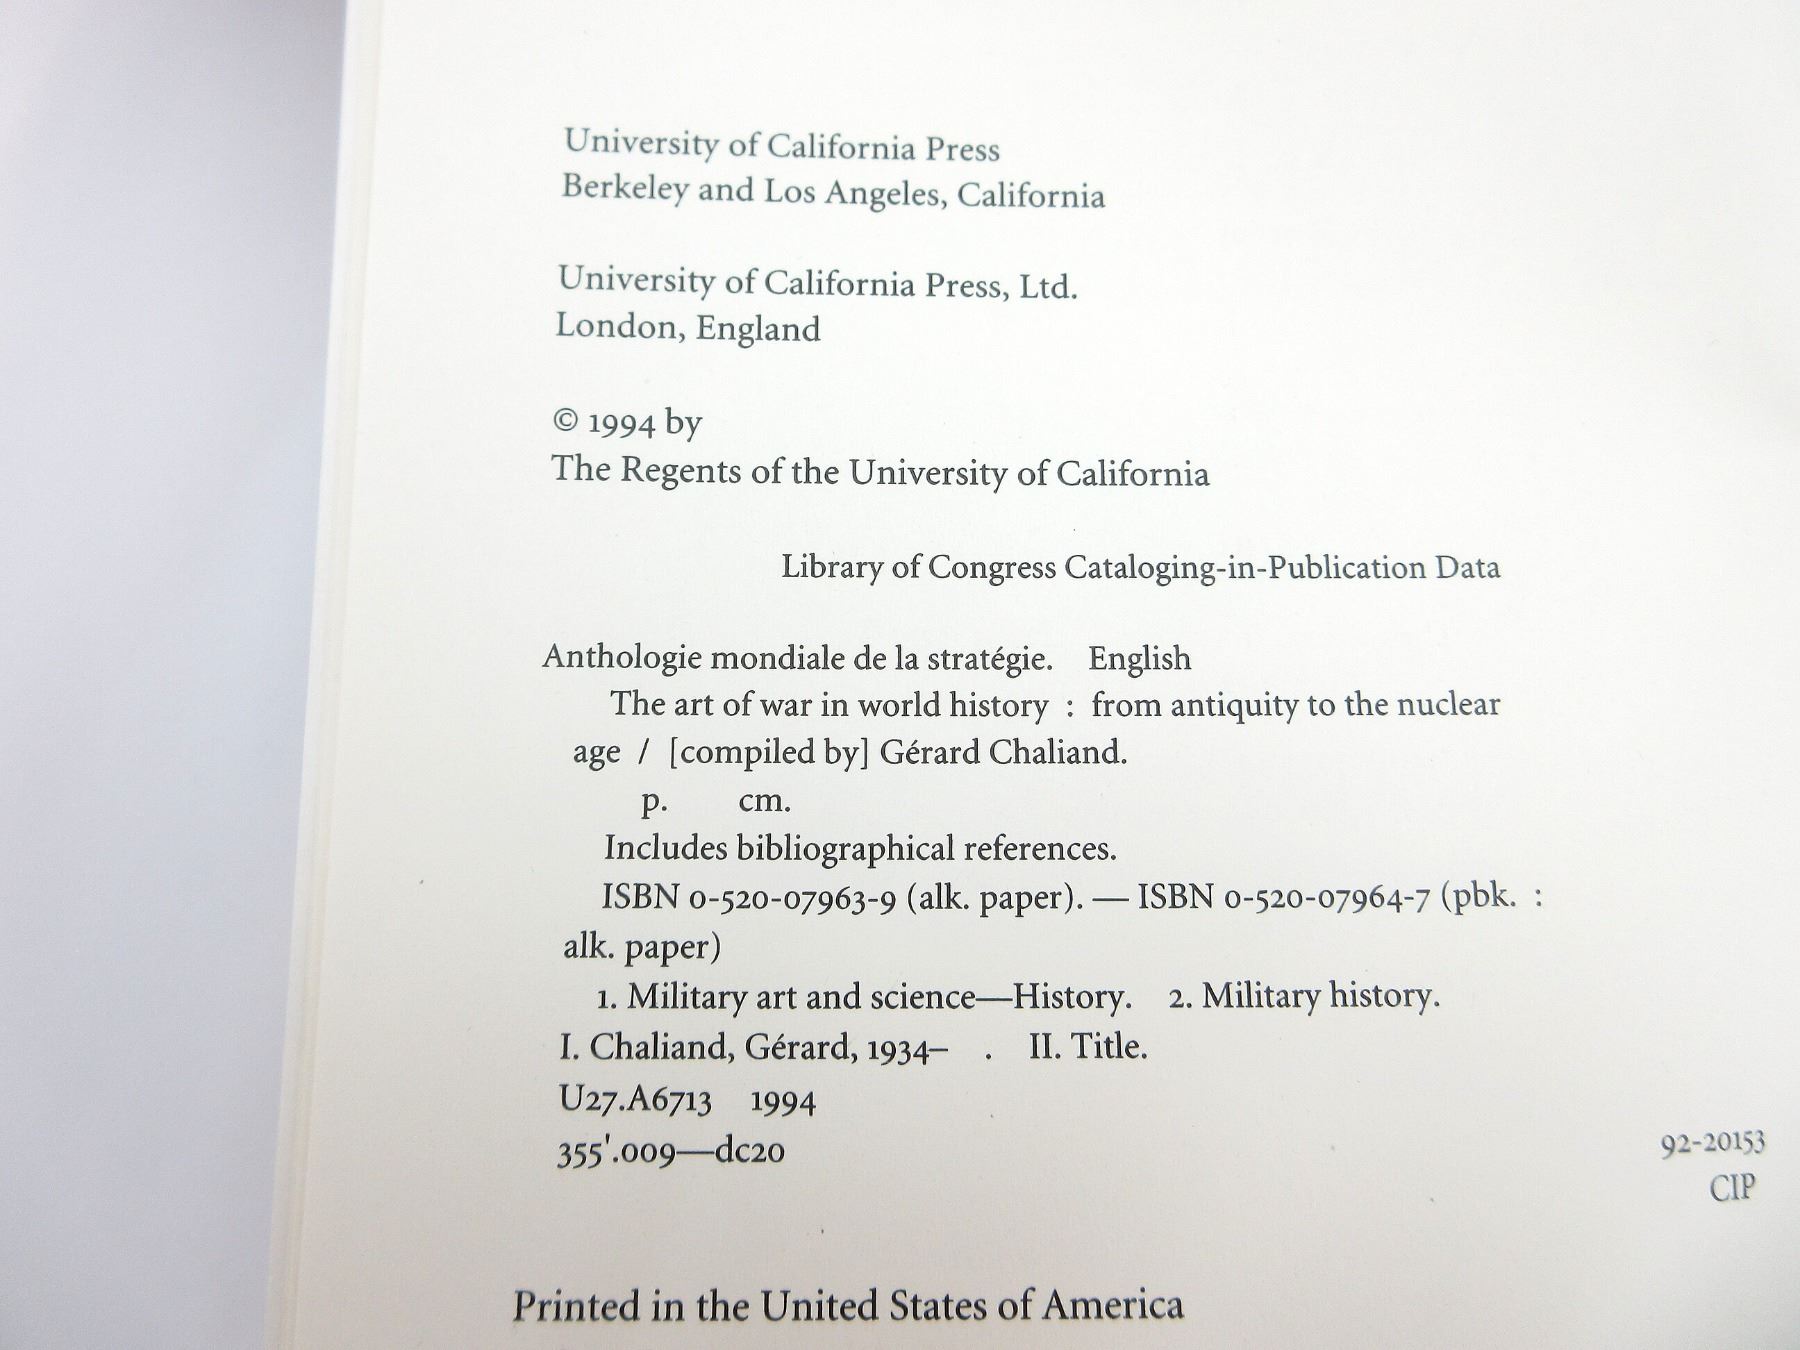 University of California Press
Berkeley and Los Angeles, California
University of California Press, Ltd.
London, England
© 1994 by
The Regents of the University of California
Library of Congress Cataloging-in-Publication Data
Anthologie mondiale de la stratégie. English
The art of war in world history : from antiquity to the nuclear
age / [compiled by] Gérard Chaliand.
p. cm.
Includes bibliographical references.
ISBN 0-520-07963-9 (alk. paper). — ISBN 0-520-07964-7 (pbk. :
alk. paper)
1. Military art and science—History. 2. Military history.
I. Chaliand, Gérard, 1934– . II. Title.
U27.A6713 1994
355'.009—dc20
92-20153
CIP
Printed in the United States of America